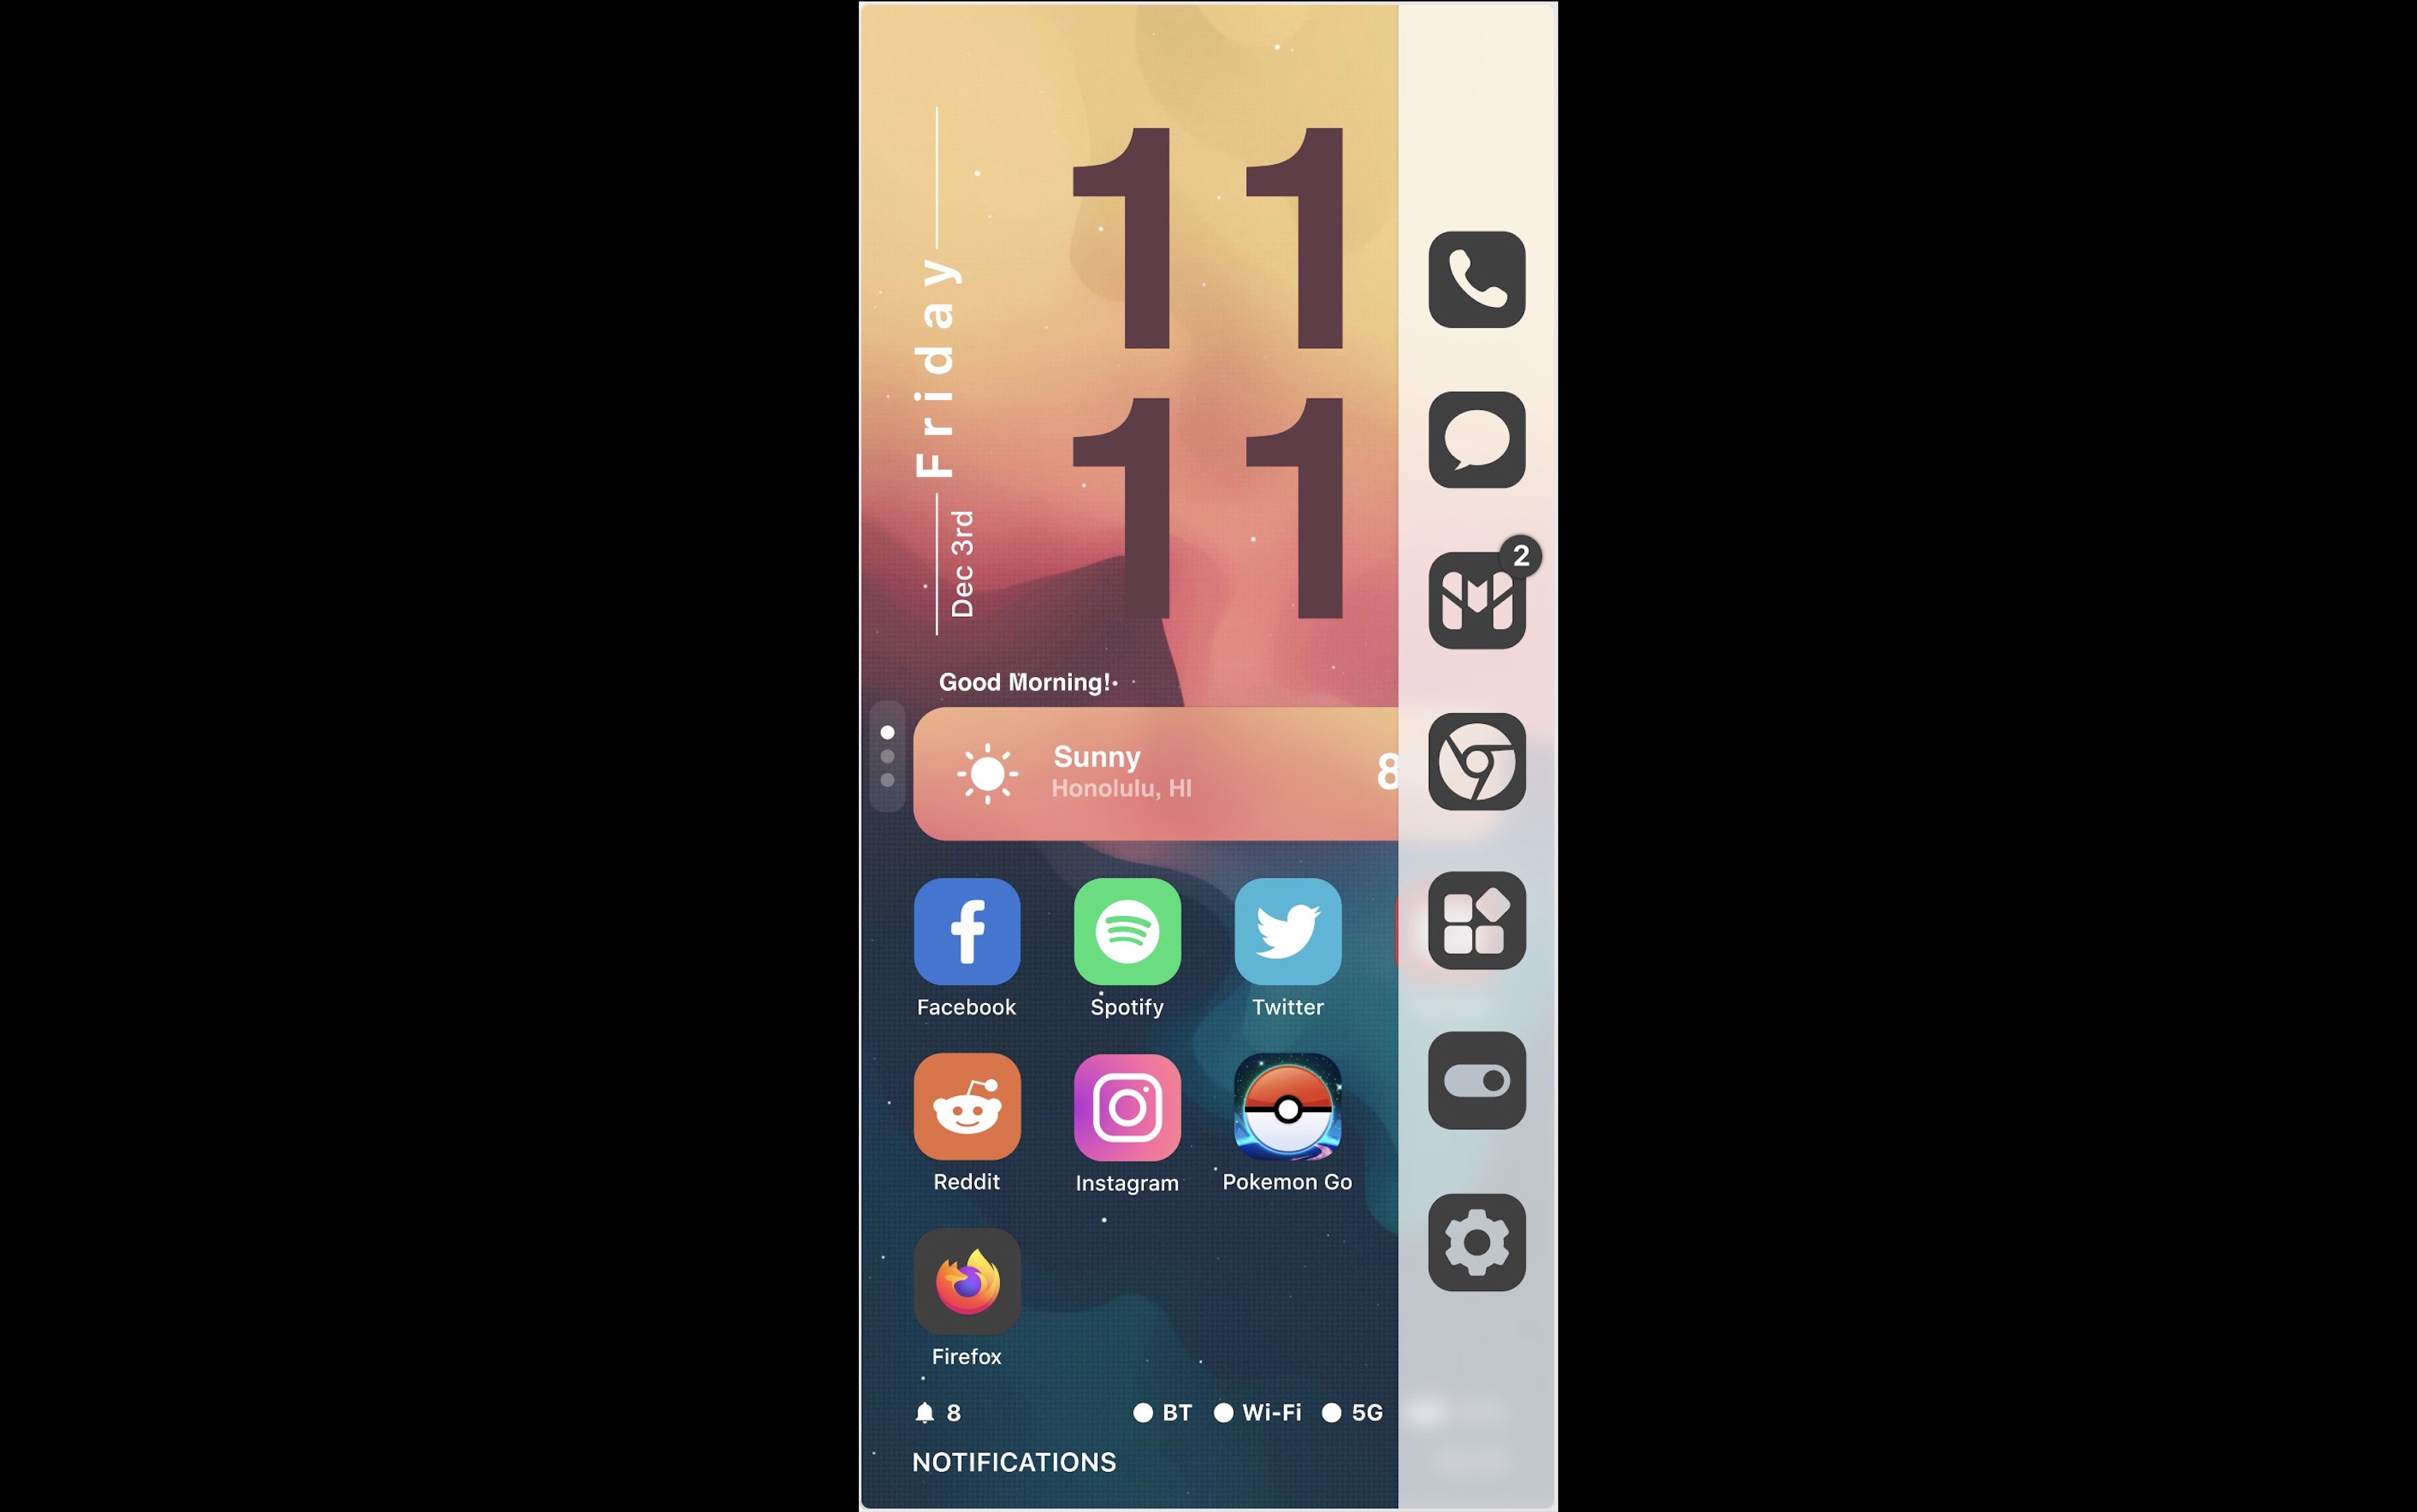 11
11
Friday
Dec 3rd
Good Morning!
2
Sunny
8
Honolulu, HI
Facebook
Spotify
Twitter
Reddit
Instagram
Pokemon Go
Firefox
8
BT
Wi-Fi
5G
NOTIFICATIONS